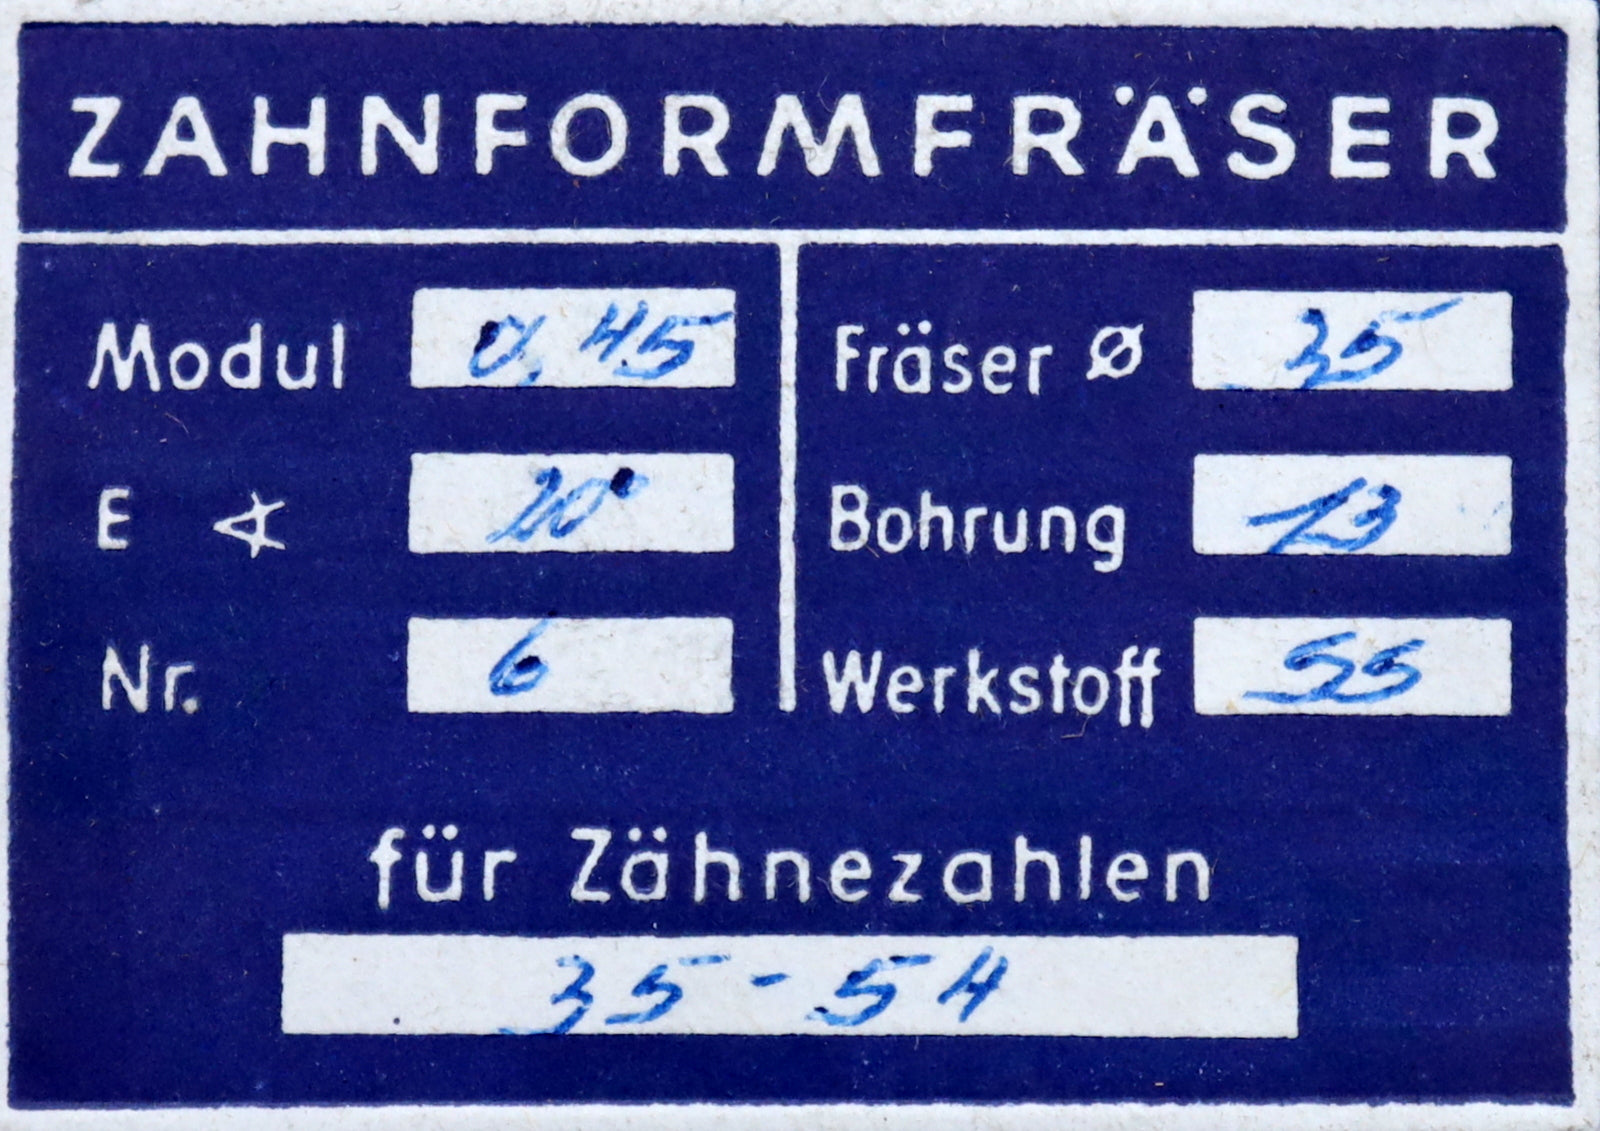 ZAHNFORMFRÄSER
Modul 0,45
E ∢ 20°
Nr. 6
Fräser Ø 35
Bohrung 13
Werkstoff SS
für Zähnezahlen
35 - 54